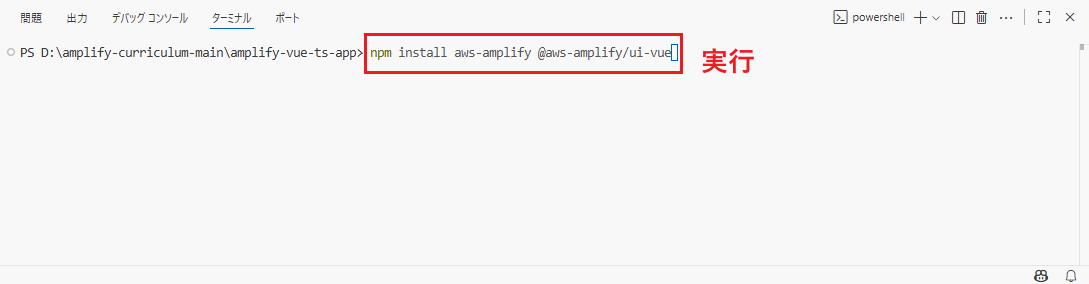 問題 出力 デバッグ コンソール ターミナル ポート powershell
PS D:\amplify-curriculum-main\amplify-vue-ts-app> npm install aws-amplify @aws-amplify/ui-vue
実行